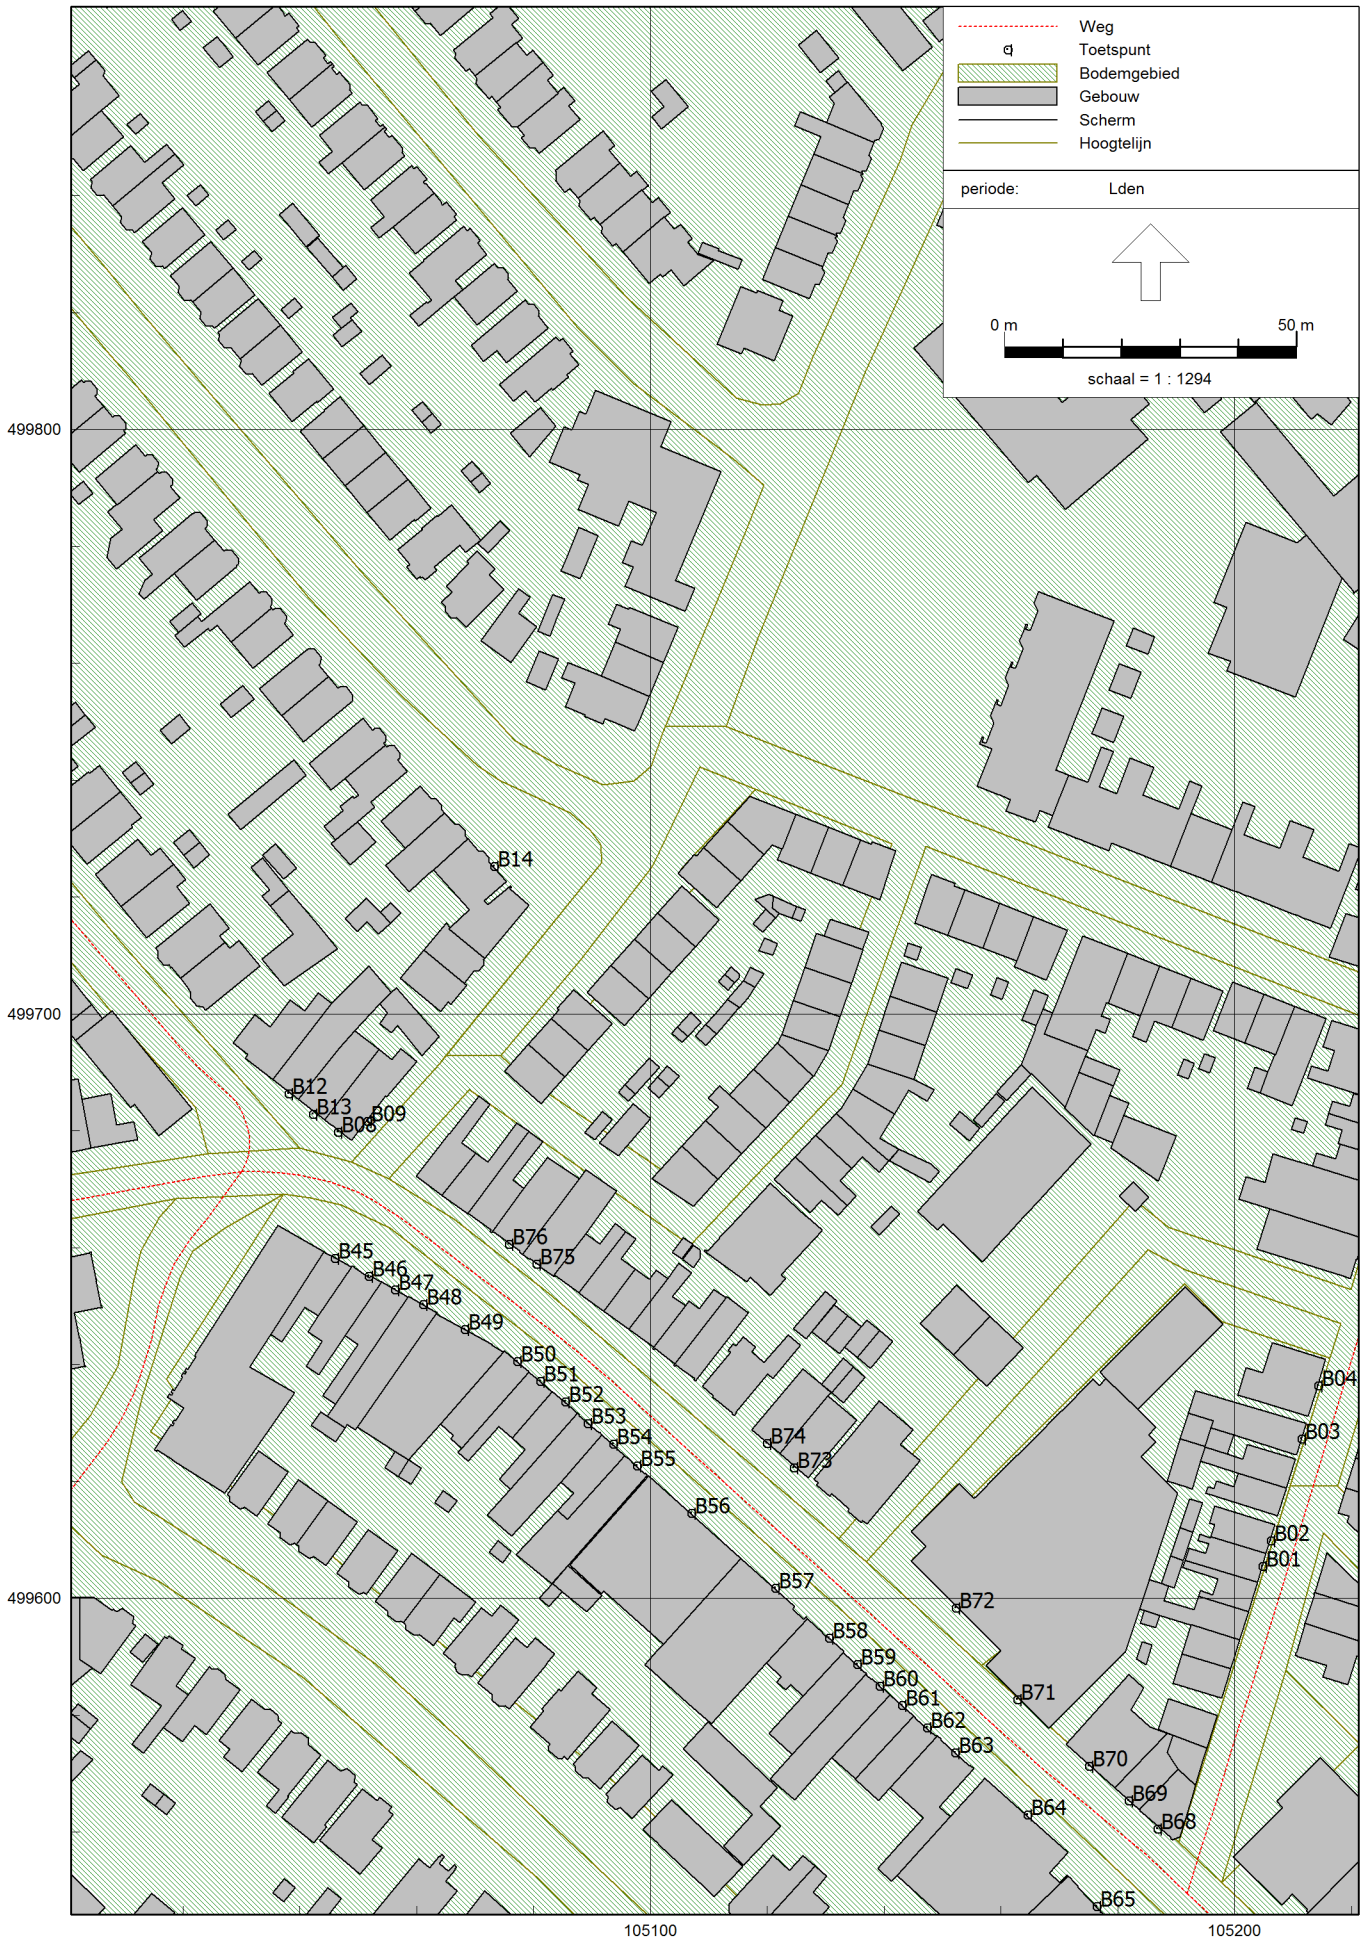 Weg
Toetspunt
Bodemgebied
Gebouw
Scherm
Hoogtelijn
periode: Lden
0 m 50 m
schaal = 1 : 1294
499800
B14
499700
B12
B13
B09
B08
B76
B75
B45
B46
B47
B48
B49
B50
B51
B52
B53
B54
B55
B04
B03
B74
B73
B56
B02
B01
B57
499600
B72
B58
B59
B60
B61
B62
B63
B71
B70
B69
B64
B68
B65
105100
105200